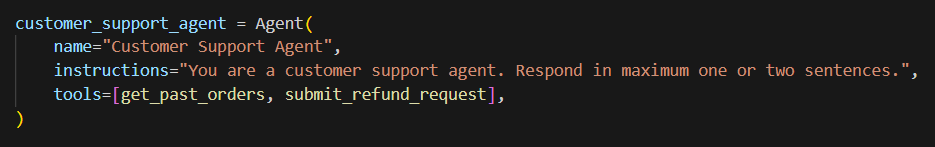 customer_support_agent = Agent(
    name="Customer Support Agent",
    instructions="You are a customer support agent. Respond in maximum one or two sentences.",
    tools=[get_past_orders, submit_refund_request],
)